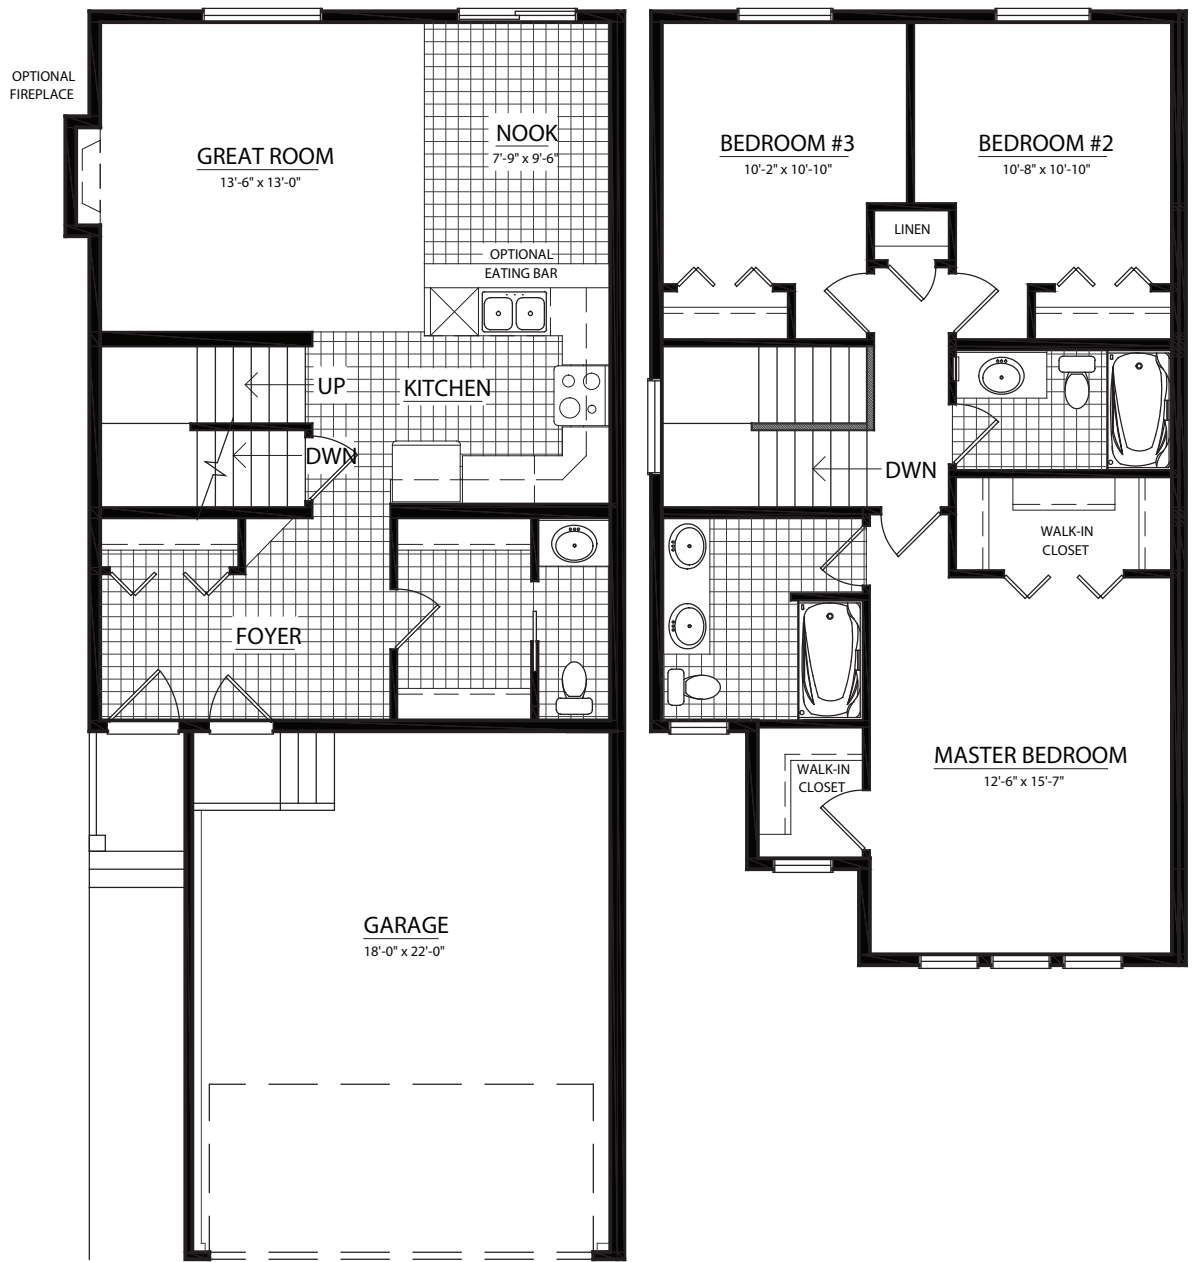 OPTIONAL
FIREPLACE
GREAT ROOM
13'-6" x 13'-0"
NOOK
7'-9" x 9'-6"
OPTIONAL
EATING BAR
UP
KITCHEN
DWN
FOYER
GARAGE
18'-0" x 22'-0"
BEDROOM #3
10'-2" x 10'-10"
BEDROOM #2
10'-8" x 10'-10"
LINEN
DWN
WALK-IN
CLOSET
MASTER BEDROOM
12'-6" x 15'-7"
WALK-IN
CLOSET